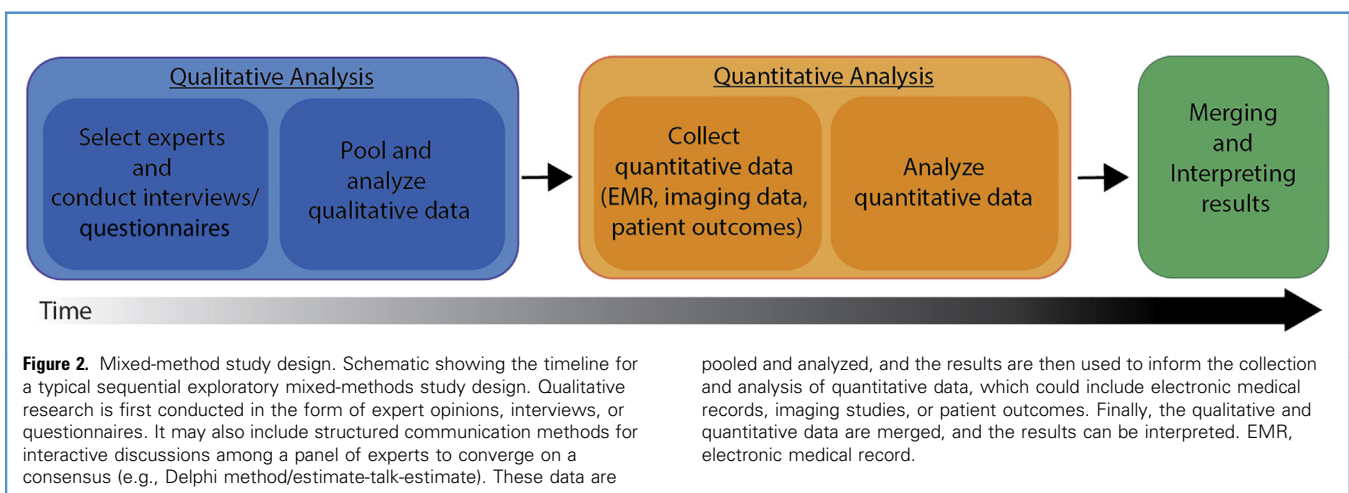 Qualitative Analysis
Select experts
and
conduct interviews/
questionnaires
Pool and
analyze
qualitative data
Quantitative Analysis
Collect
quantitative data
(EMR, imaging data,
patient outcomes)
Analyze
quantitative data
Merging
and
Interpreting
results
Time
Figure 2. Mixed-method study design. Schematic showing the timeline for
a typical sequential exploratory mixed-methods study design. Qualitative
research is first conducted in the form of expert opinions, interviews, or
questionnaires. It may also include structured communication methods for
interactive discussions among a panel of experts to converge on a
consensus (e.g., Delphi method/estimate-talk-estimate). These data are
pooled and analyzed, and the results are then used to inform the collection
and analysis of quantitative data, which could include electronic medical
records, imaging studies, or patient outcomes. Finally, the qualitative and
quantitative data are merged, and the results can be interpreted. EMR,
electronic medical record.